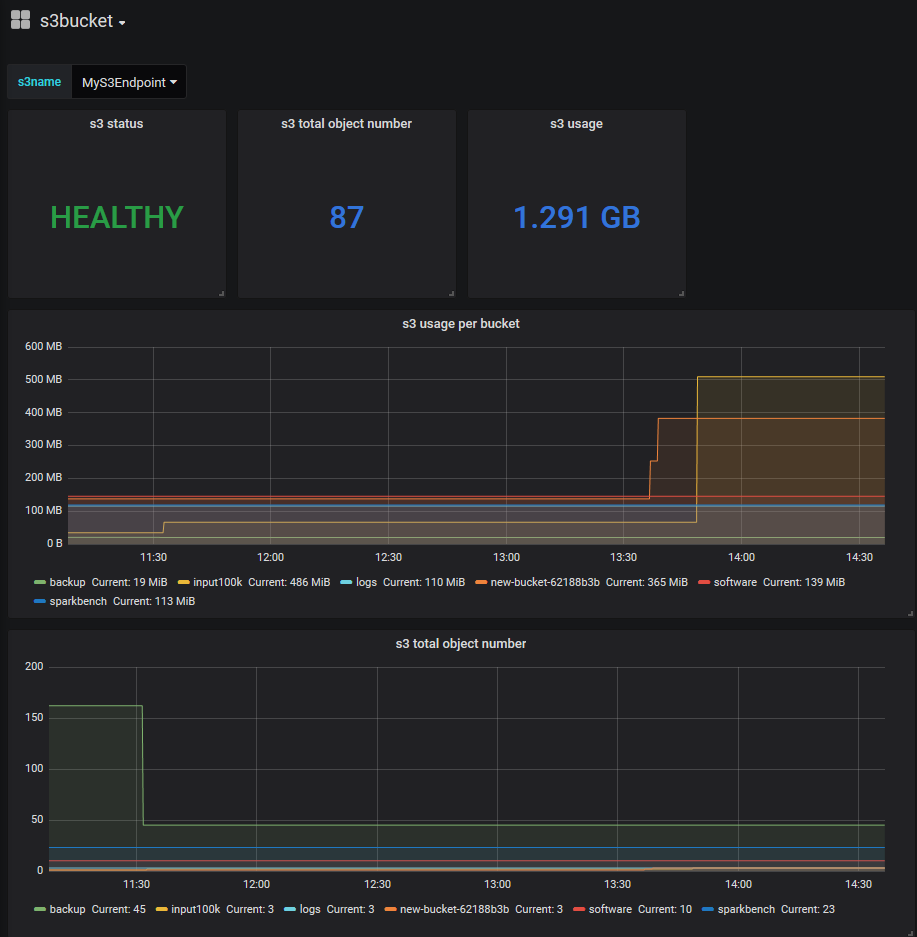 s3bucket
s3name MyS3Endpoint
s3 status s3 total object number s3 usage
HEALTHY 87 1.291 GB
s3 usage per bucket
600 MB
500 MB
400 MB
300 MB
200 MB
100 MB
0 B
11:30 12:00 12:30 13:00 13:30 14:00 14:30
backup Current: 19 MiB input100k Current: 486 MiB logs Current: 110 MiB new-bucket-62188b3b Current: 365 MiB software Current: 139 MiB
sparkbench Current: 113 MiB
s3 total object number
200
150
100
50
0
11:30 12:00 12:30 13:00 13:30 14:00 14:30
backup Current: 45 input100k Current: 3 logs Current: 3 new-bucket-62188b3b Current: 3 software Current: 10 sparkbench Current: 23